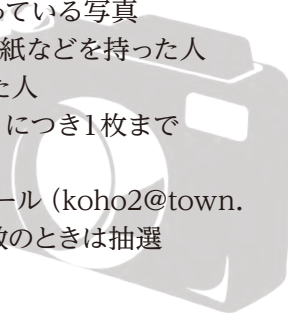 っている写真
紙などを持った人
た人
につき1枚まで
ール（koho2@town.
数のときは抽選